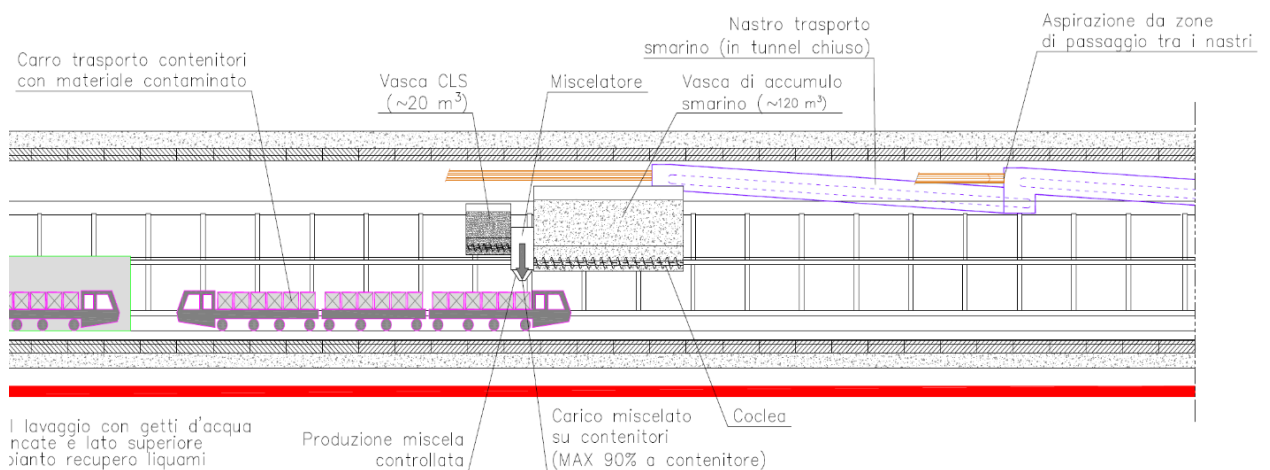 Nastro trasporto
smarino (in tunnel chiuso)
Aspirazione da zone
di passaggio tra i nastri
Carro trasporto contenitori
con materiale contaminato
Vasca CLS
(~20 m³)
Miscelatore
Vasca di accumulo
smarino (~120 m³)
l lavaggio con getti d'acqua
ncate e lato superiore
pianto recupero liquami
Produzione miscela
controllata
Carico miscelato
su contenitori
(MAX 90% a contenitore)
Coclea